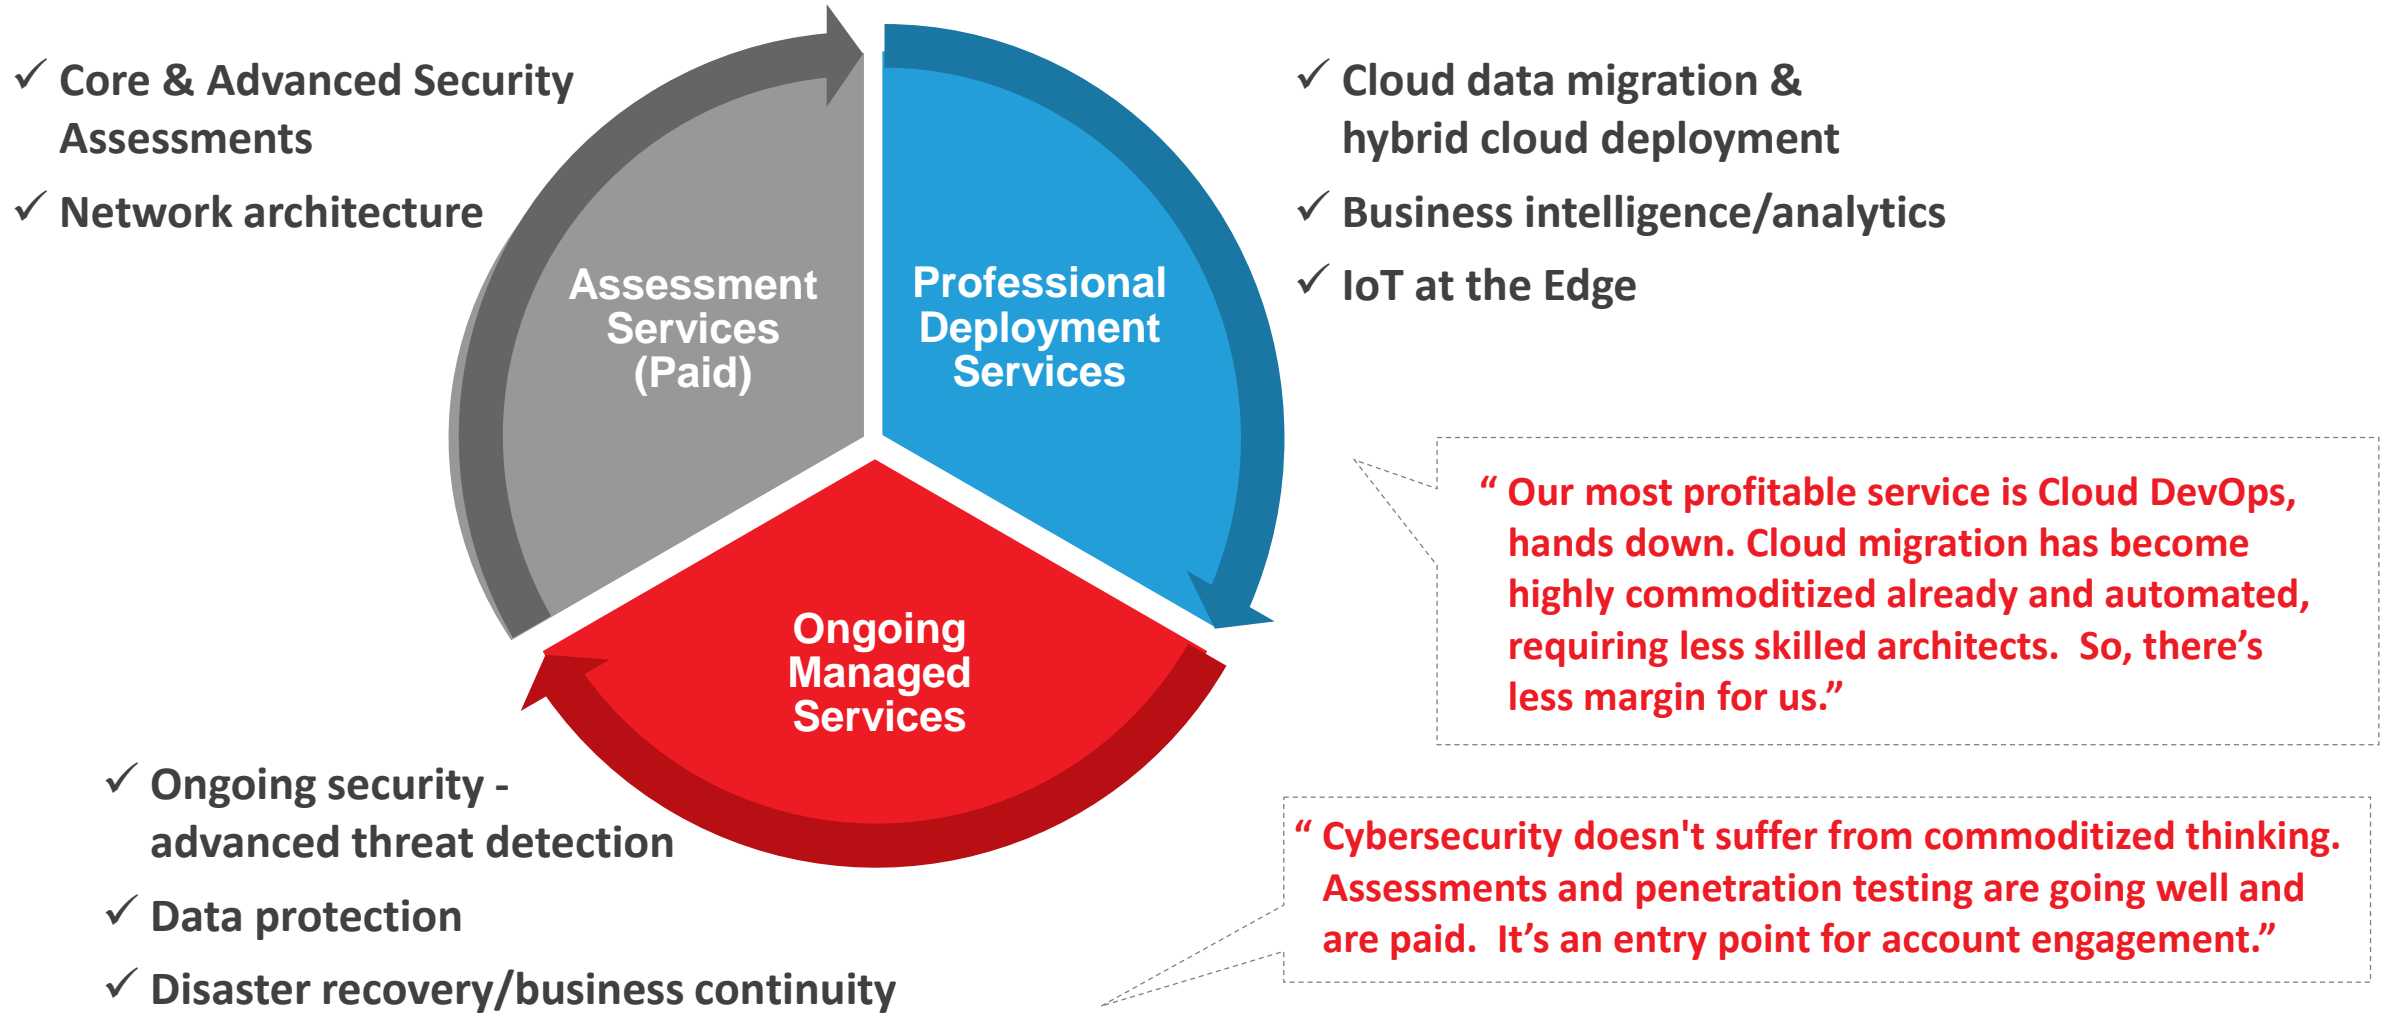 ✓ Core & Advanced Security
Assessments
✓ Network architecture
Assessment
Services
(Paid)
Professional
Deployment
Services
✓ Cloud data migration &
hybrid cloud deployment
✓ Business intelligence/analytics
✓ IoT at the Edge
“ Our most profitable service is Cloud DevOps,
hands down. Cloud migration has become
highly commoditized already and automated,
requiring less skilled architects.  So, there’s
less margin for us.”
Ongoing
Managed
Services
✓ Ongoing security -
advanced threat detection
✓ Data protection
✓ Disaster recovery/business continuity
“ Cybersecurity doesn't suffer from commoditized thinking.
Assessments and penetration testing are going well and
are paid.  It’s an entry point for account engagement.”